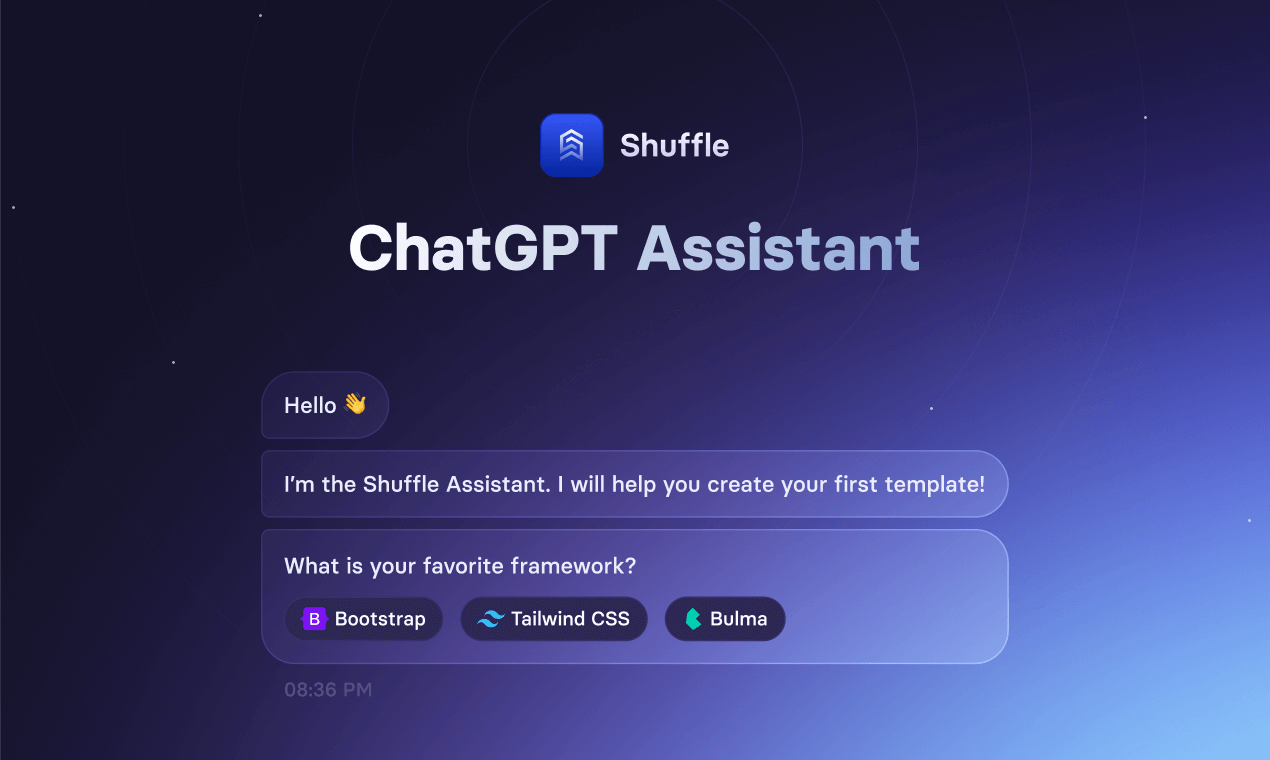 Shuffle
ChatGPT Assistant
Hello 👋
I’m the Shuffle Assistant. I will help you create your first template!
What is your favorite framework?
B Bootstrap Tailwind CSS Bulma
08:36 PM